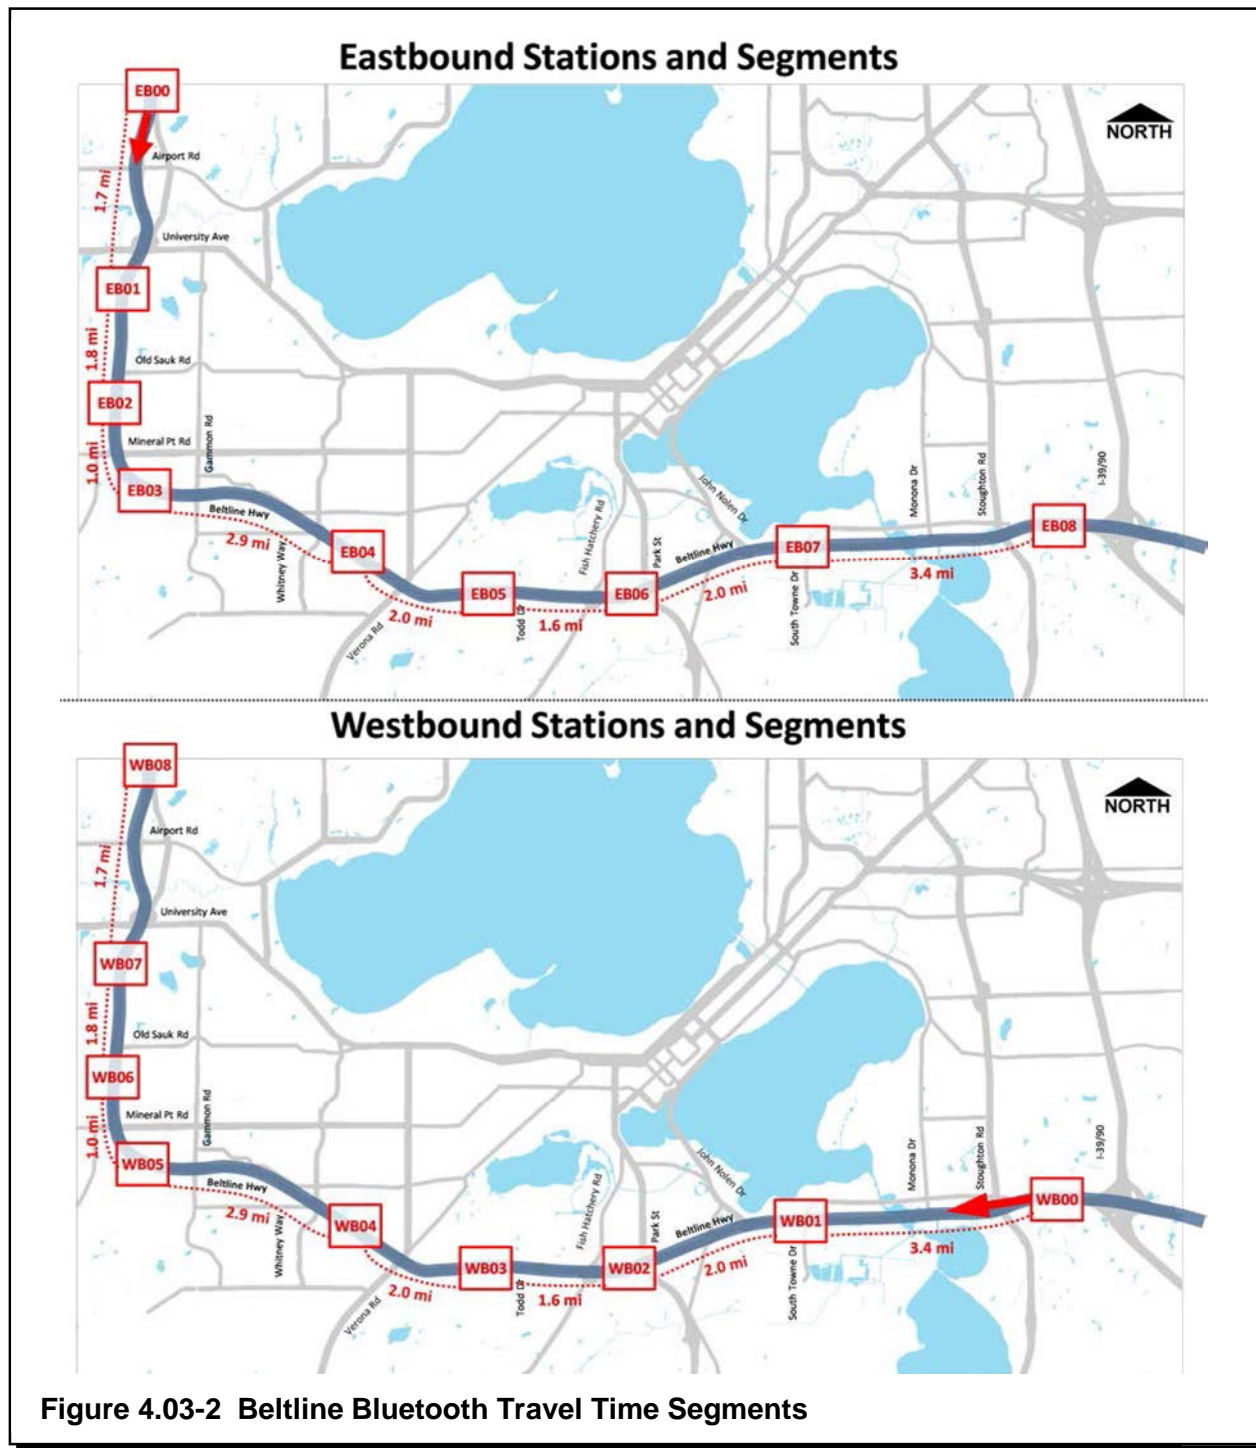 Eastbound Stations and Segments
EB00
NORTH
Airport Rd
1.7 mi
University Ave
EB01
1.8 mi
Old Sauk Rd
EB02
Mineral Pt Rd
Gammon Rd
1.0 mi
EB03
Beltline Hwy
2.9 mi
Whitney Way
EB04
Verona Rd
2.0 mi
EB05
Todd Dr
1.6 mi
Fish Hatchery Rd
EB06
Park St
Beltline Hwy
2.0 mi
John Nolen Dr
EB07
South Towne Dr
3.4 mi
Monona Dr
Stoughton Rd
EB08
I-39/90
Westbound Stations and Segments
WB08
NORTH
Airport Rd
1.7 mi
University Ave
WB07
1.8 mi
Old Sauk Rd
WB06
Mineral Pt Rd
Gammon Rd
1.0 mi
WB05
Beltline Hwy
2.9 mi
Whitney Way
WB04
Verona Rd
2.0 mi
WB03
Todd Dr
1.6 mi
Fish Hatchery Rd
WB02
Park St
Beltline Hwy
2.0 mi
John Nolen Dr
WB01
South Towne Dr
3.4 mi
Monona Dr
Stoughton Rd
WB00
I-39/90
Figure 4.03-2 Beltline Bluetooth Travel Time Segments